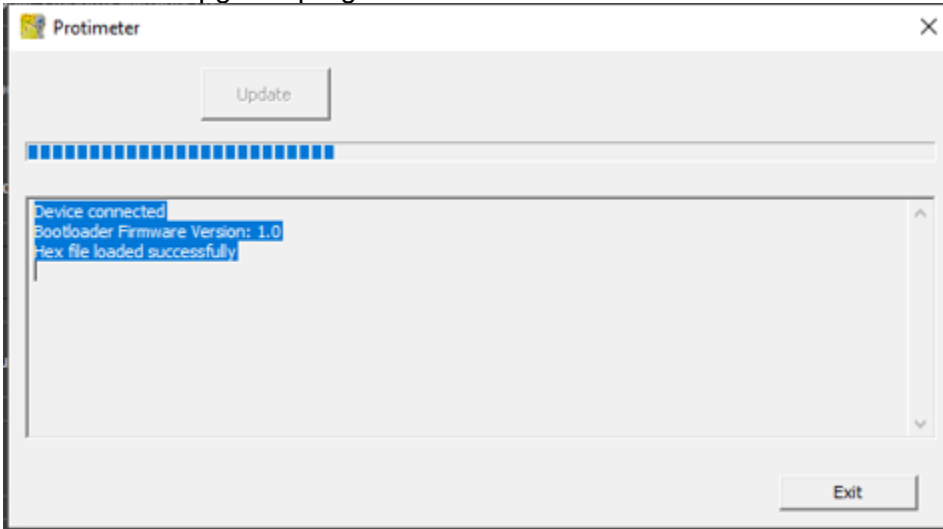 Protimeter
Update
Device connected
Bootloader Firmware Version: 1.0
Hex file loaded successfully
Exit